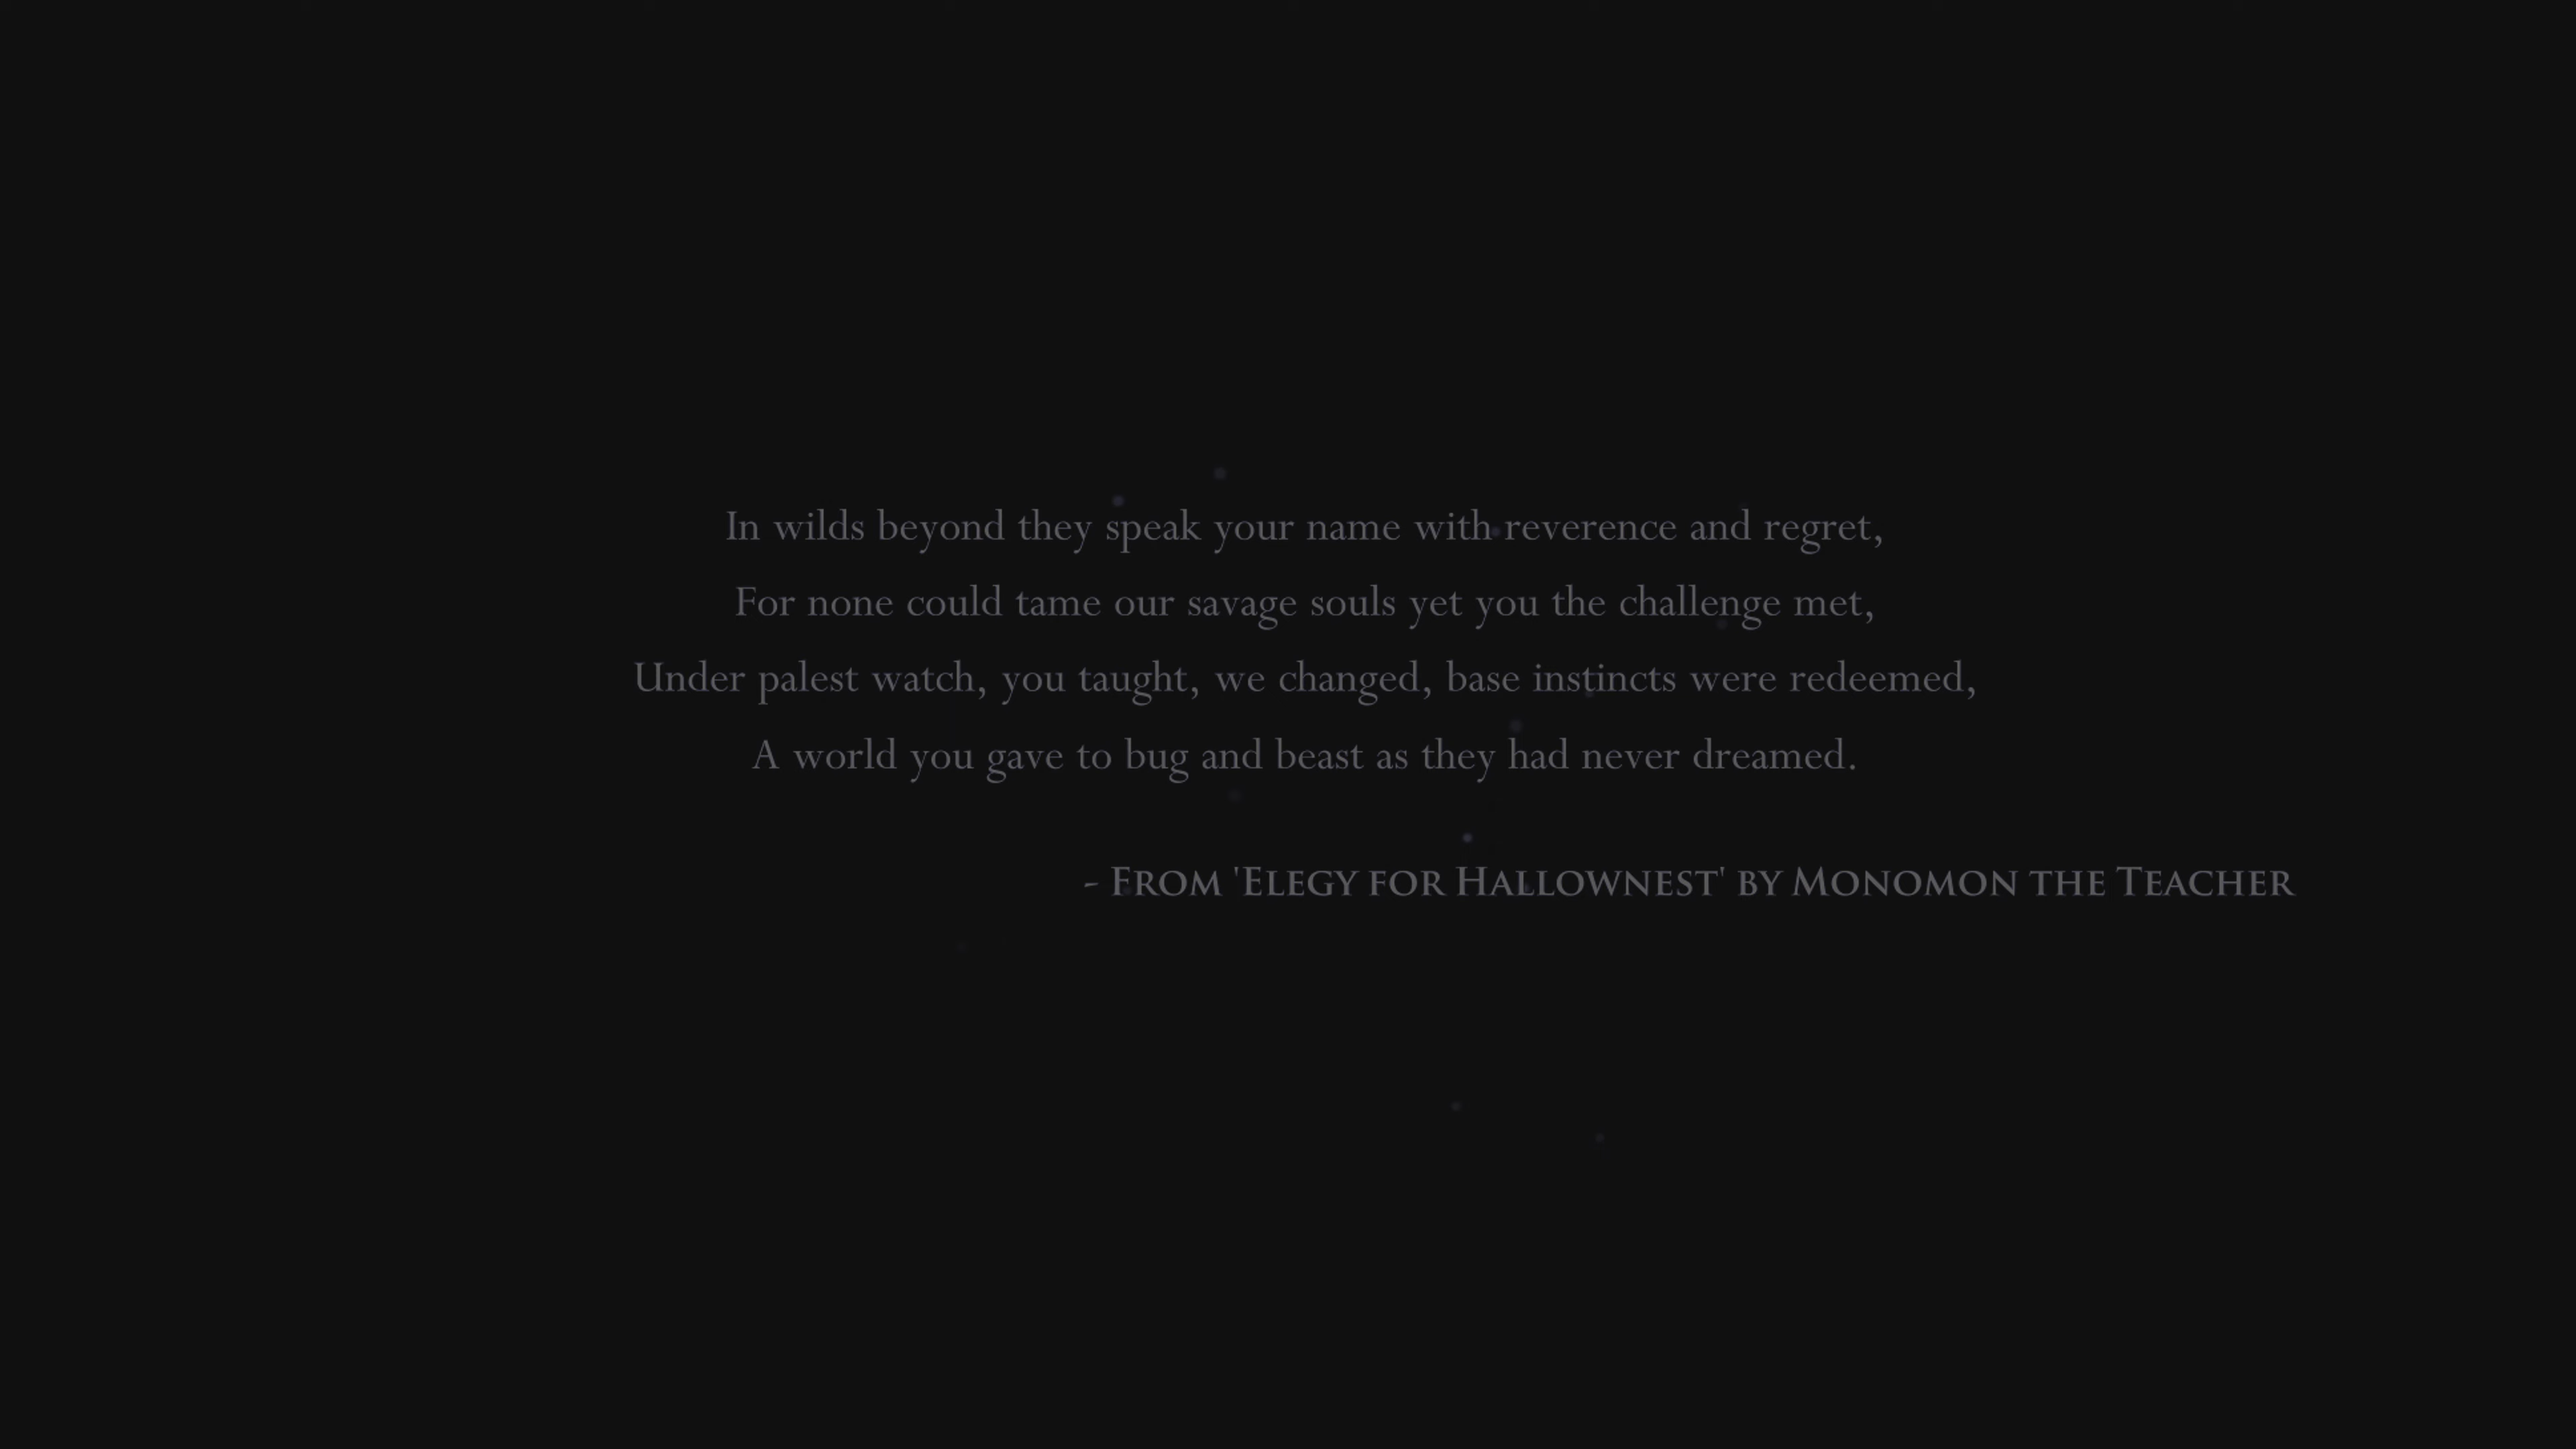 In wilds beyond they speak your name with reverence and regret,
For none could tame our savage souls yet you the challenge met,
Under palest watch, you taught, we changed, base instincts were redeemed,
A world you gave to bug and beast as they had never dreamed.
- From 'Elegy for Hallownest' by Monomon the Teacher